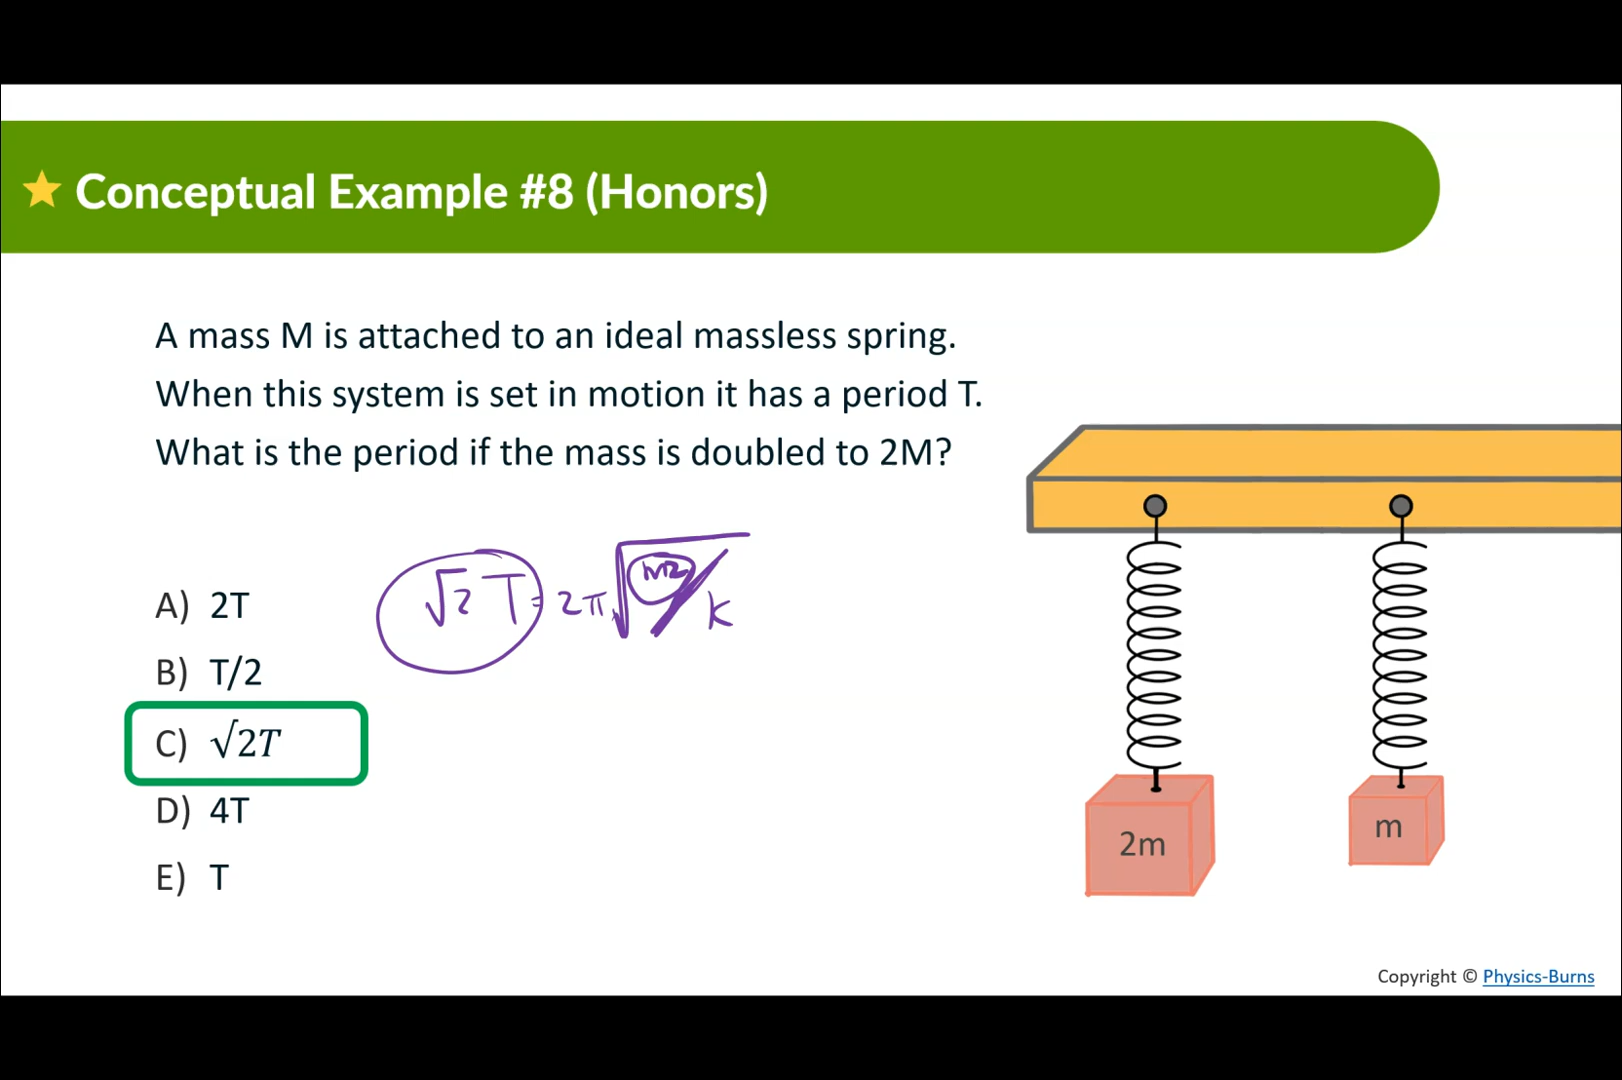 Conceptual Example #8 (Honors)
A mass M is attached to an ideal massless spring.
When this system is set in motion it has a period T.
What is the period if the mass is doubled to 2M?
√2 T = 2π √m2/k
A) 2T
B) T/2
C) √2T
D) 4T
E) T
2m
m
Copyright © Physics-Burns